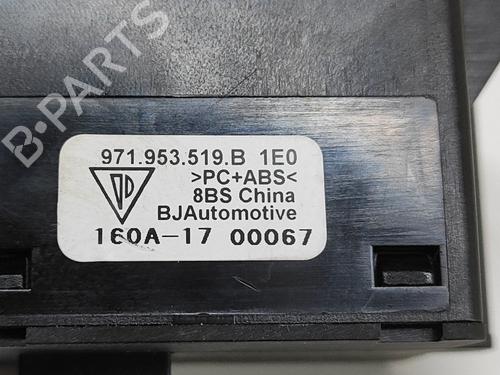 B-PARTS
971.953.519.B 1E0
>PC+ABS<
8BS China
BJAutomotive
160A-17 00067